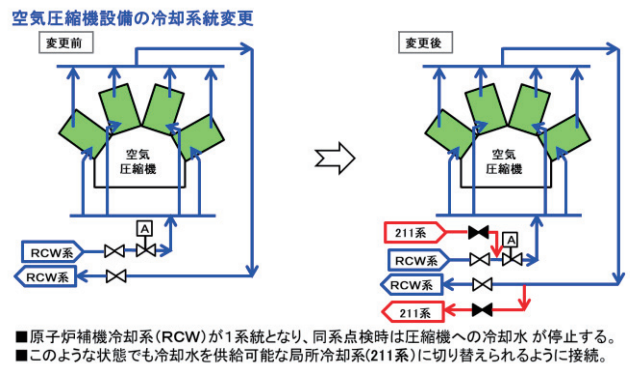 空気圧縮機設備の冷却系統変更
変更前
変更後
空気
圧縮機
空気
圧縮機
A
RCW系
RCW系
211系
A
RCW系
RCW系
211系
■原子炉補機冷却系(RCW)が1系統となり、同系点検時は圧縮機への冷却水が停止する。
■このような状態でも冷却水を供給可能な局所冷却系(211系)に切り替えられるように接続。